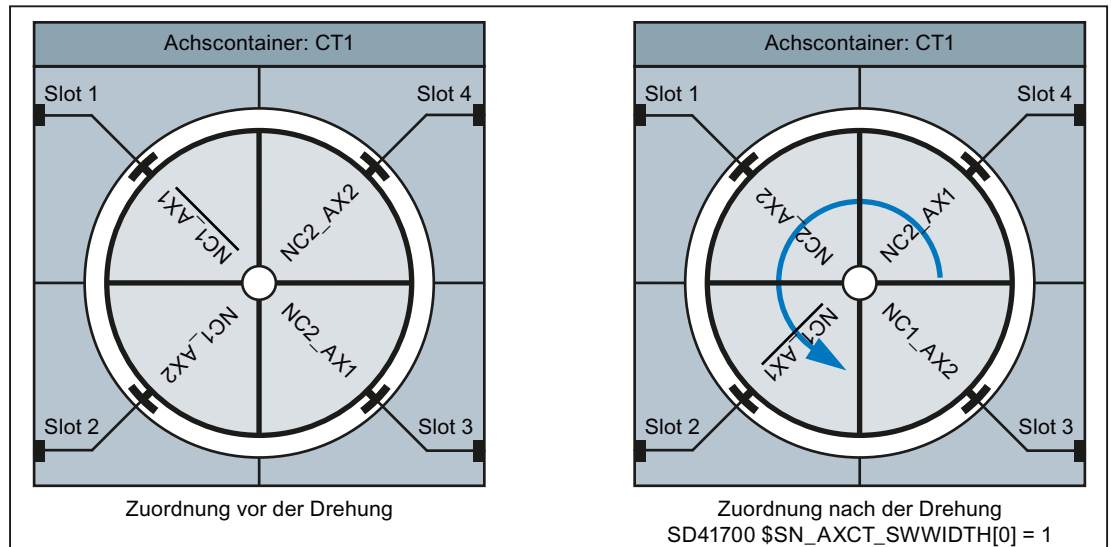 Achscontainer: CT1
Slot 1
Slot 4
NC1_AX1
NC2_AX2
NC1_AX2
NC2_AX1
Slot 2
Slot 3
Zuordnung vor der Drehung
Achscontainer: CT1
Slot 1
Slot 4
NC2_AX2
NC2_AX1
NC1_AX1
NC1_AX2
Slot 2
Slot 3
Zuordnung nach der Drehung
SD41700 $SN_AXCT_SWWIDTH[0] = 1